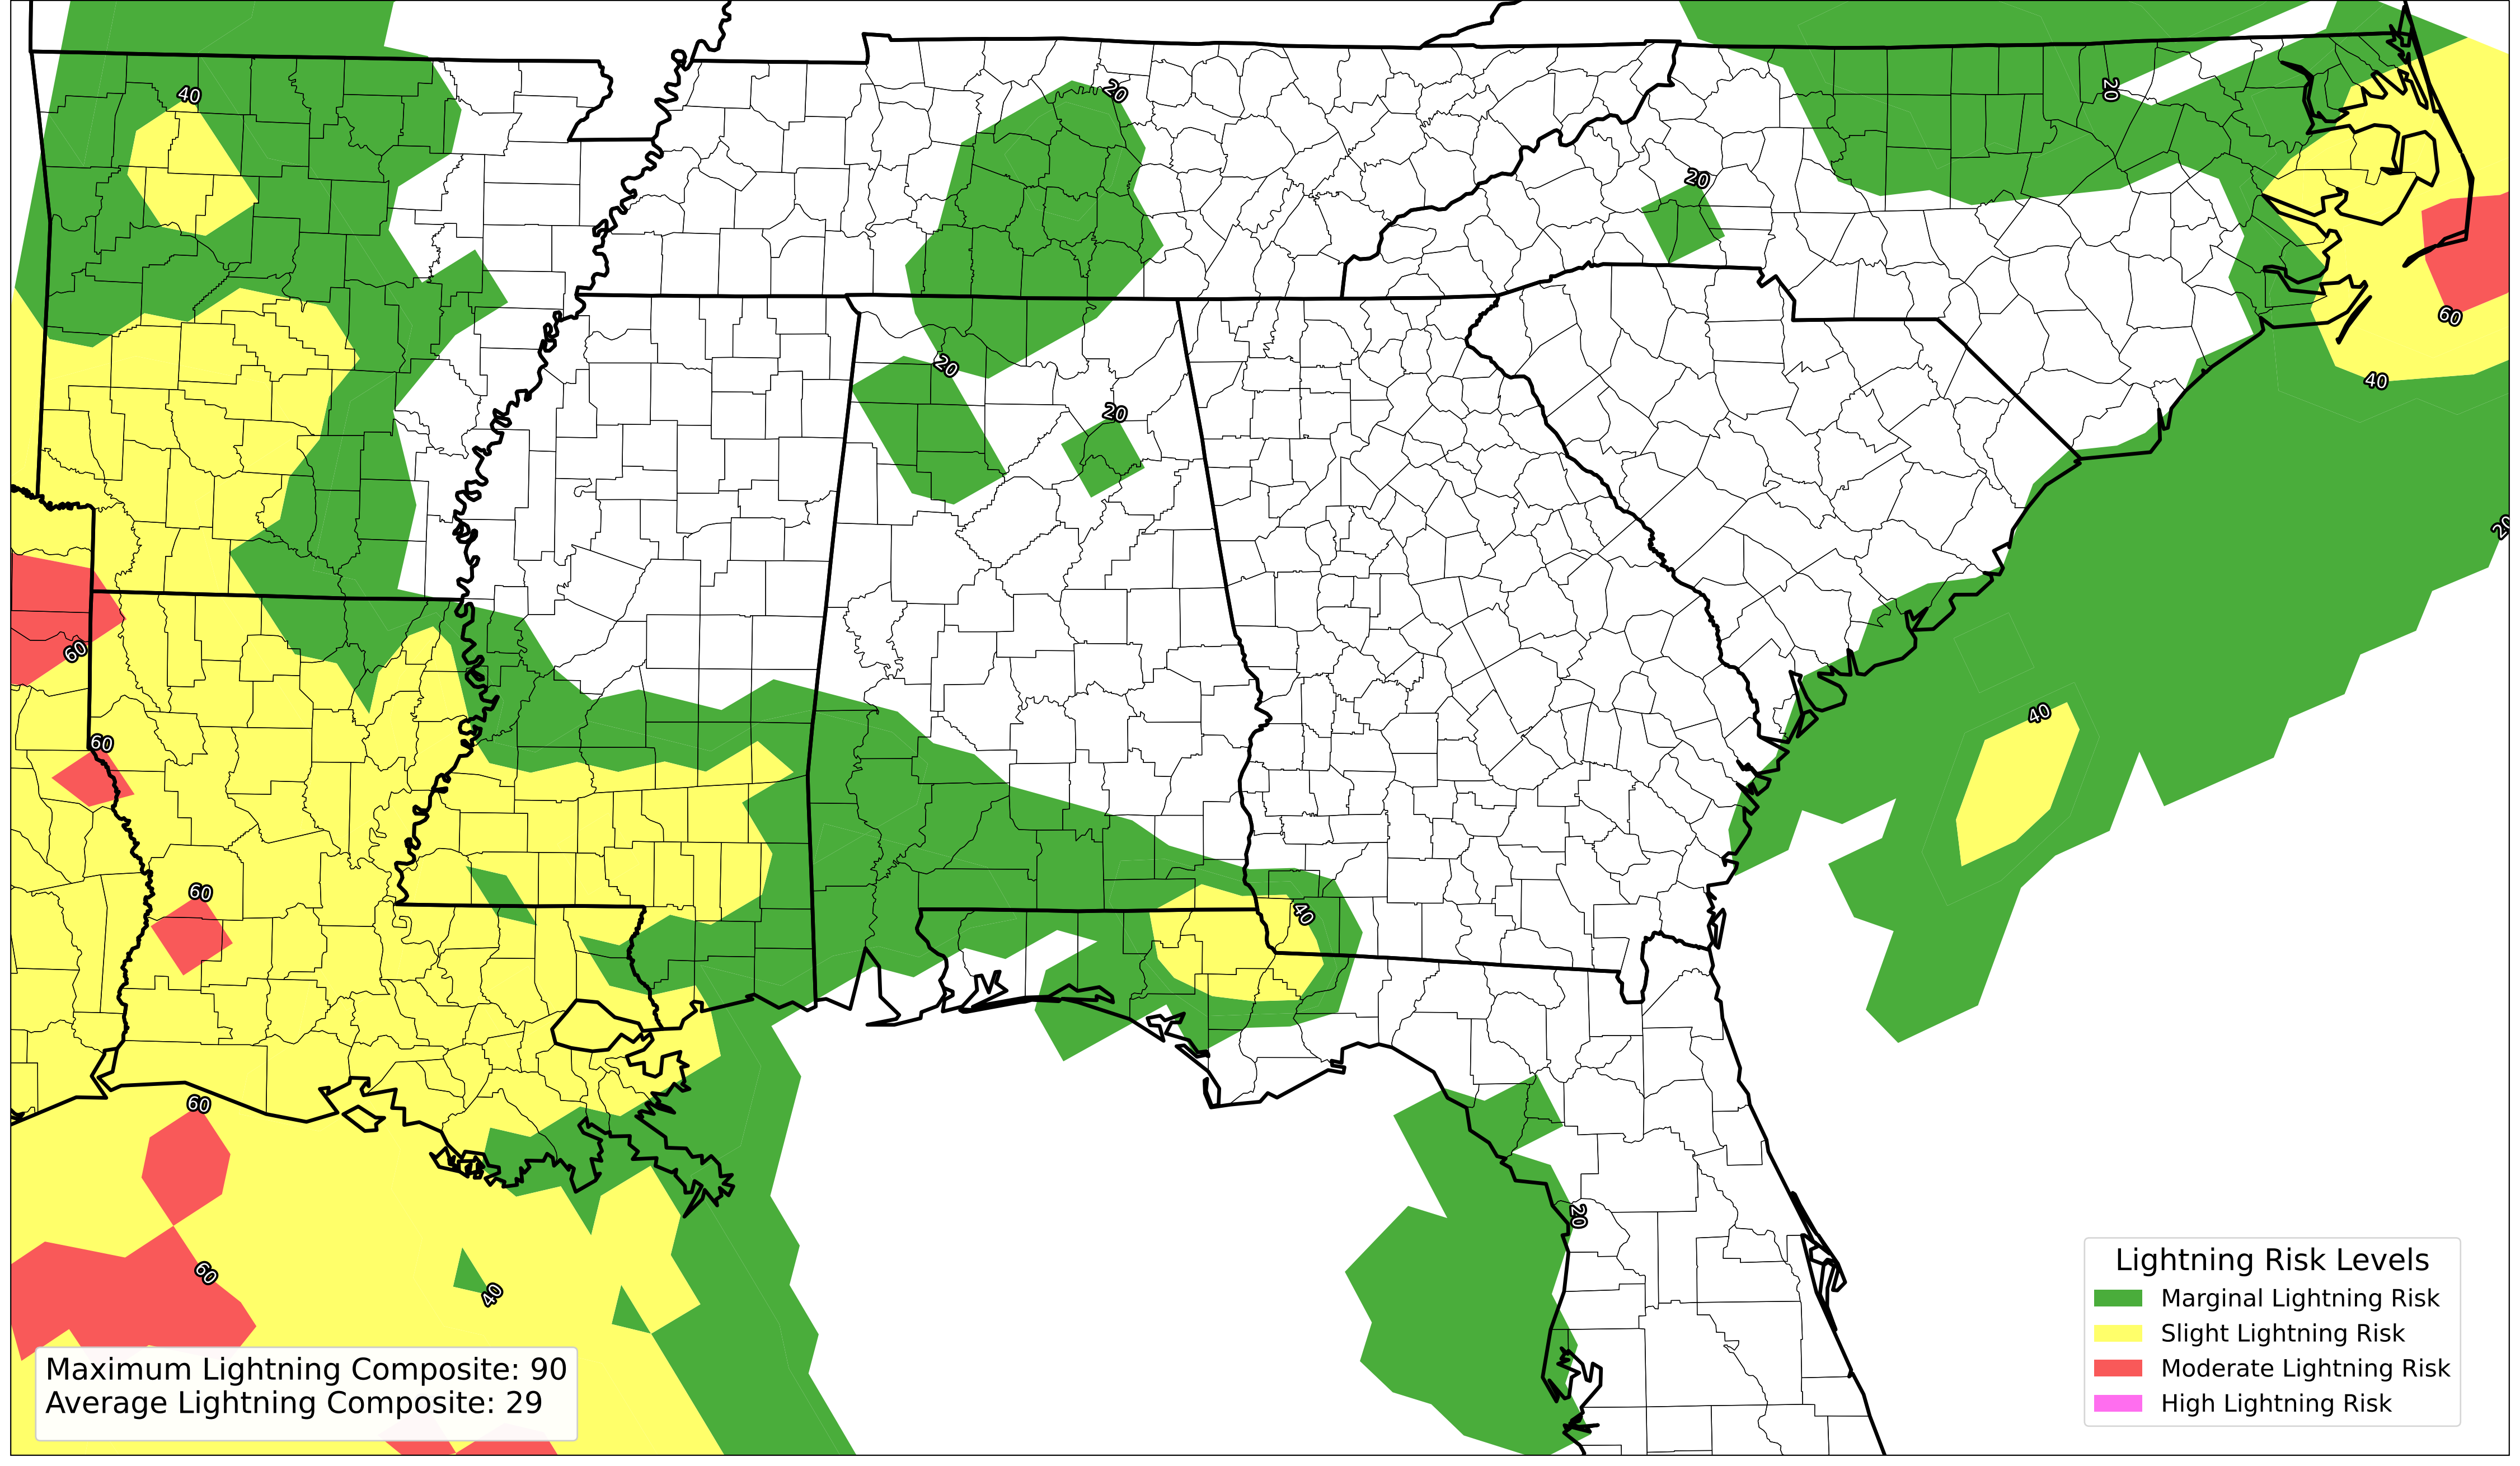 40
20
20
20
60
40
20
20
20
60
40
60
60
40
60
20
60
40
Lightning Risk Levels
Marginal Lightning Risk
Slight Lightning Risk
Moderate Lightning Risk
High Lightning Risk
Maximum Lightning Composite: 90
Average Lightning Composite: 29